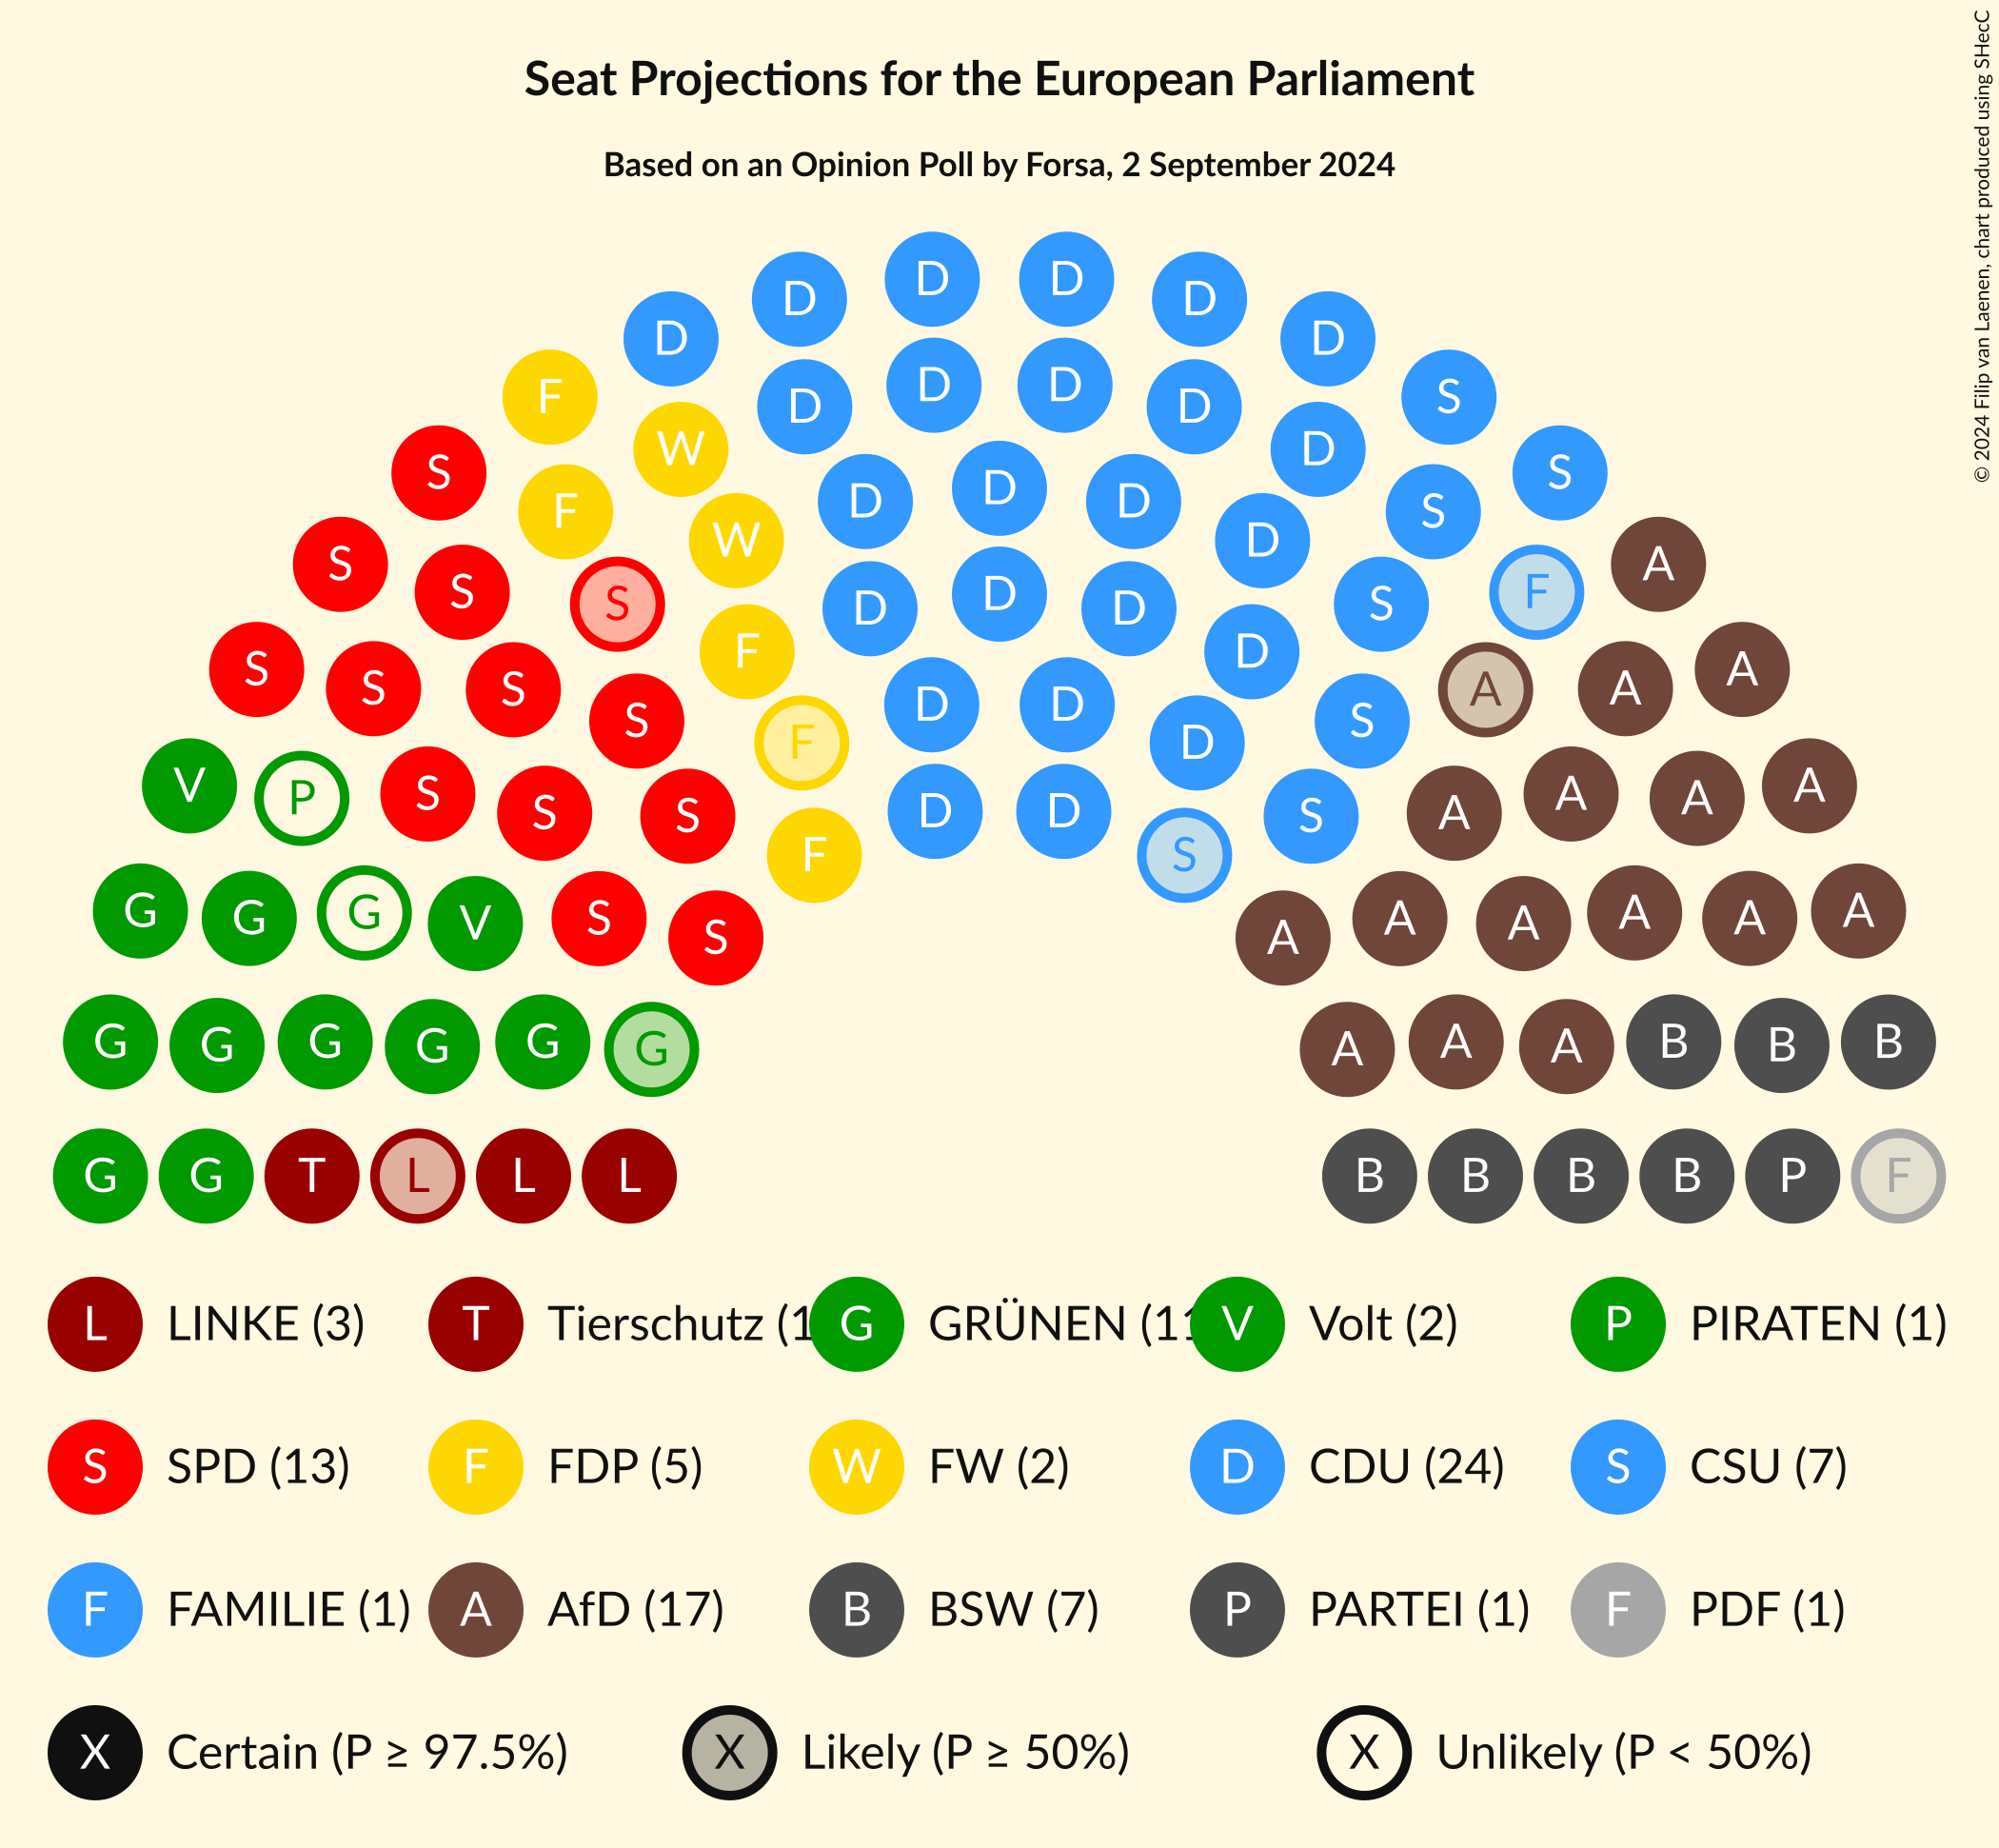 Seat Projections for the European Parliament
Based on an Opinion Poll by Forsa, 2 September 2024
© 2024 Filip van Laenen, chart produced using SHecC
D D D D
D D
F D D D D S
W D
S S
F D D D S
W D
S S S F A
S D D D D S
F
S S S A A A
S D D D S
F
V P S S S D D S A A A A
F S
G G G V S S A A A A A A
G G G G G G A A A B B B
G G T L L L B B B B P F
L LINKE (3) T Tierschutz (1 G GRÜNEN (11 V Volt (2) P PIRATEN (1)
S SPD (13) F FDP (5) W FW (2) D CDU (24) S CSU (7)
F FAMILIE (1) A AfD (17) B BSW (7) P PARTEI (1) F PDF (1)
X Certain (P ≥ 97.5%) X Likely (P ≥ 50%) X Unlikely (P < 50%)